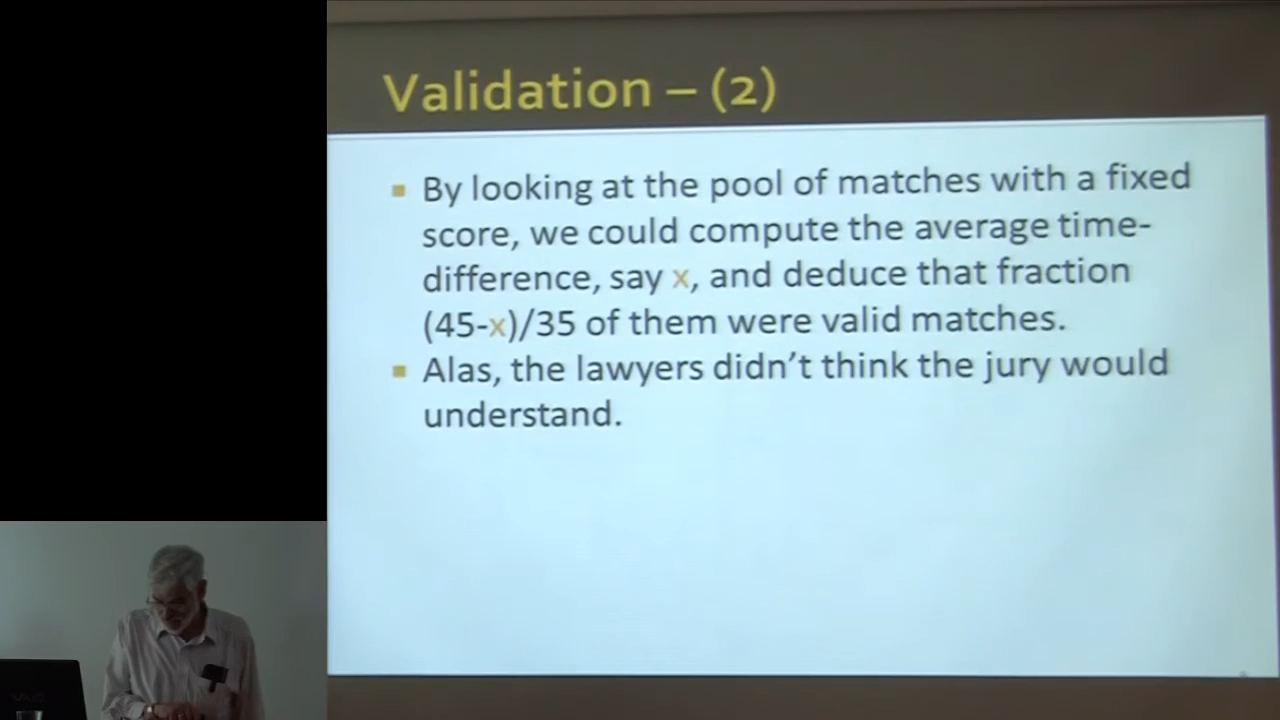 Validation – (2)
▪ By looking at the pool of matches with a fixed
score, we could compute the average time-
difference, say x, and deduce that fraction
(45-x)/35 of them were valid matches.
▪ Alas, the lawyers didn't think the jury would
understand.
VAIO